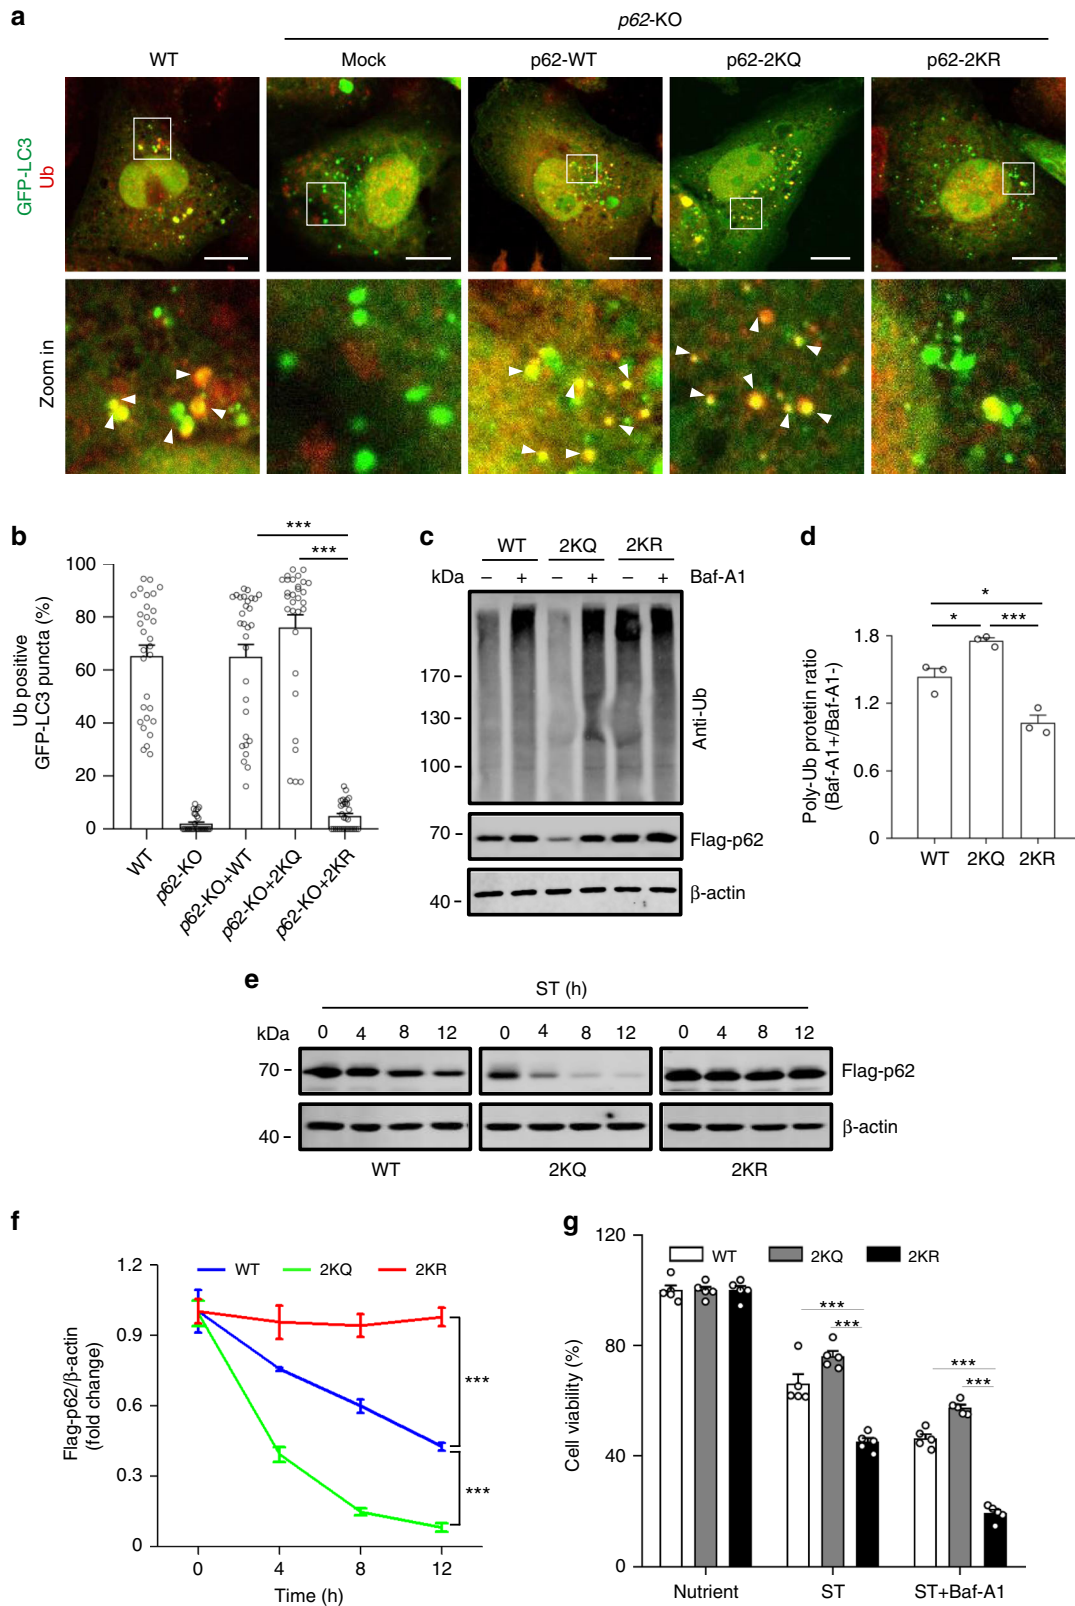 a
p62-KO
WT
Mock
p62-WT
p62-2KQ
p62-2KR
GFP-LC3
Ub
Zoom in
b
***
***
Ub positive
GFP-LC3 puncta (%)
100
80
60
40
20
0
WT
p62-KO
p62-KO+WT
p62-KO+2KQ
p62-KO+2KR
c
WT 2KQ 2KR
kDa – + – + – + Baf-A1
170 –
130 –
100 –
Anti-Ub
70 –
Flag-p62
40 –
β-actin
d
*
* ***
Poly-Ub protetin ratio
(Baf-A1+/Baf-A1-)
1.8
1.2
0.6
0
WT 2KQ 2KR
e
ST (h)
kDa 0 4 8 12 0 4 8 12 0 4 8 12
70 –
Flag-p62
40 –
β-actin
WT 2KQ 2KR
f
WT 2KQ 2KR
Flag-p62/β-actin
(fold change)
1.2
0.9
0.6
0.3
0
***
***
0 4 8 12
Time (h)
g
WT 2KQ 2KR
Cell viability (%)
120
80
40
0
***
***
***
***
Nutrient ST ST+Baf-A1